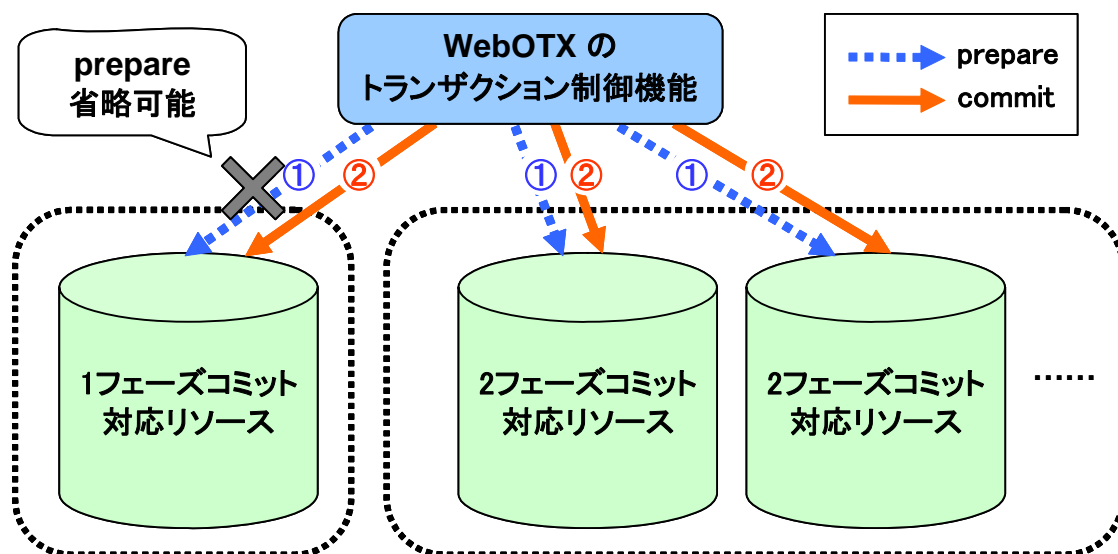 prepare
省略可能
WebOTX の
トランザクション制御機能
prepare
commit
① ② ① ② ① ②
1フェーズコミット
対応リソース
2フェーズコミット
対応リソース
2フェーズコミット
対応リソース
……